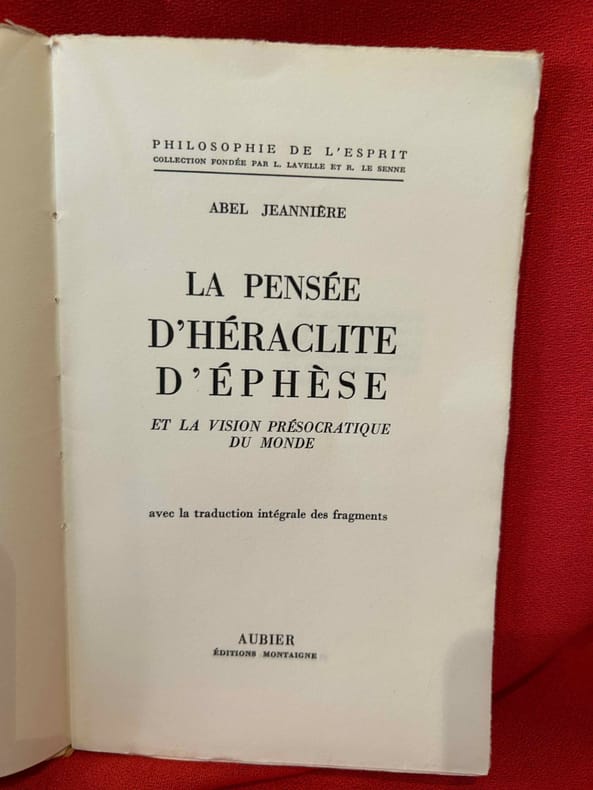 PHILOSOPHIE DE L'ESPRIT
COLLECTION FONDÉE PAR L. LAVELLE ET R. LE SENNE
ABEL JEANNIÈRE
LA PENSÉE
D'HÉRACLITE
D'ÉPHÈSE
ET LA VISION PRÉSOCRATIQUE
DU MONDE
avec la traduction intégrale des fragments
AUBIER
ÉDITIONS MONTAIGNE